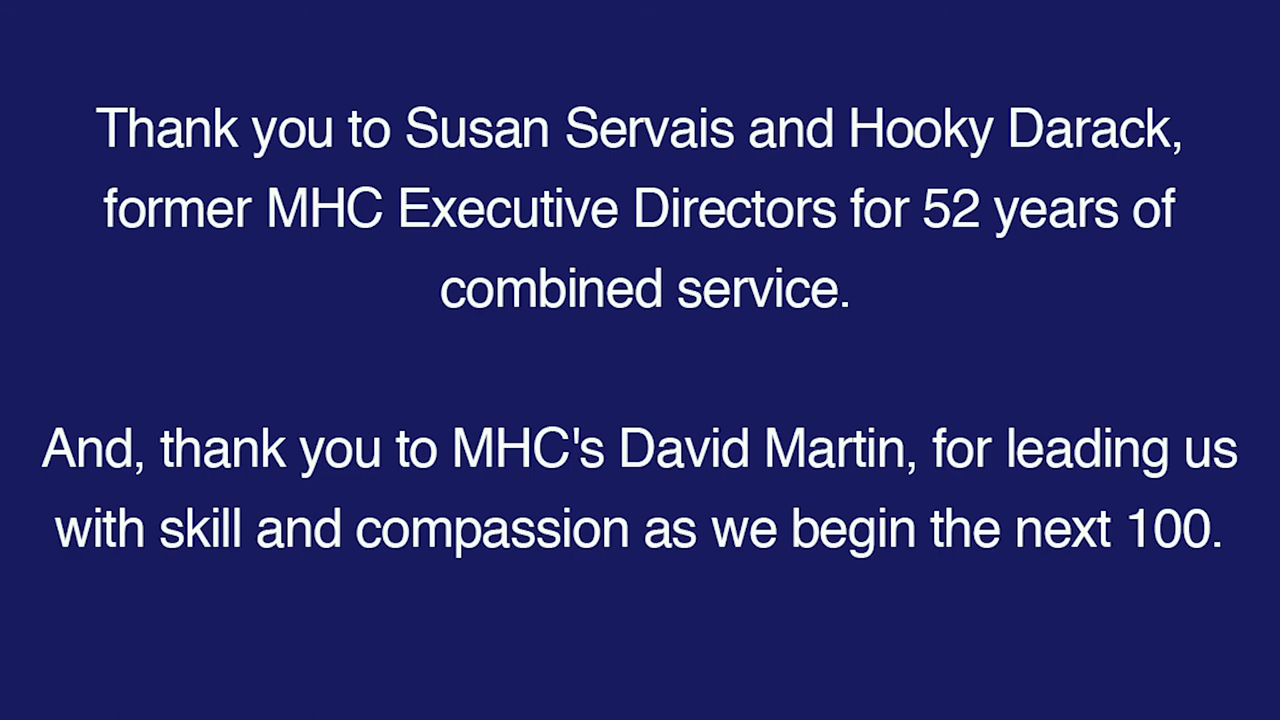 Thank you to Susan Servais and Hooky Darack,
former MHC Executive Directors for 52 years of
combined service.
And, thank you to MHC's David Martin, for leading us
with skill and compassion as we begin the next 100.